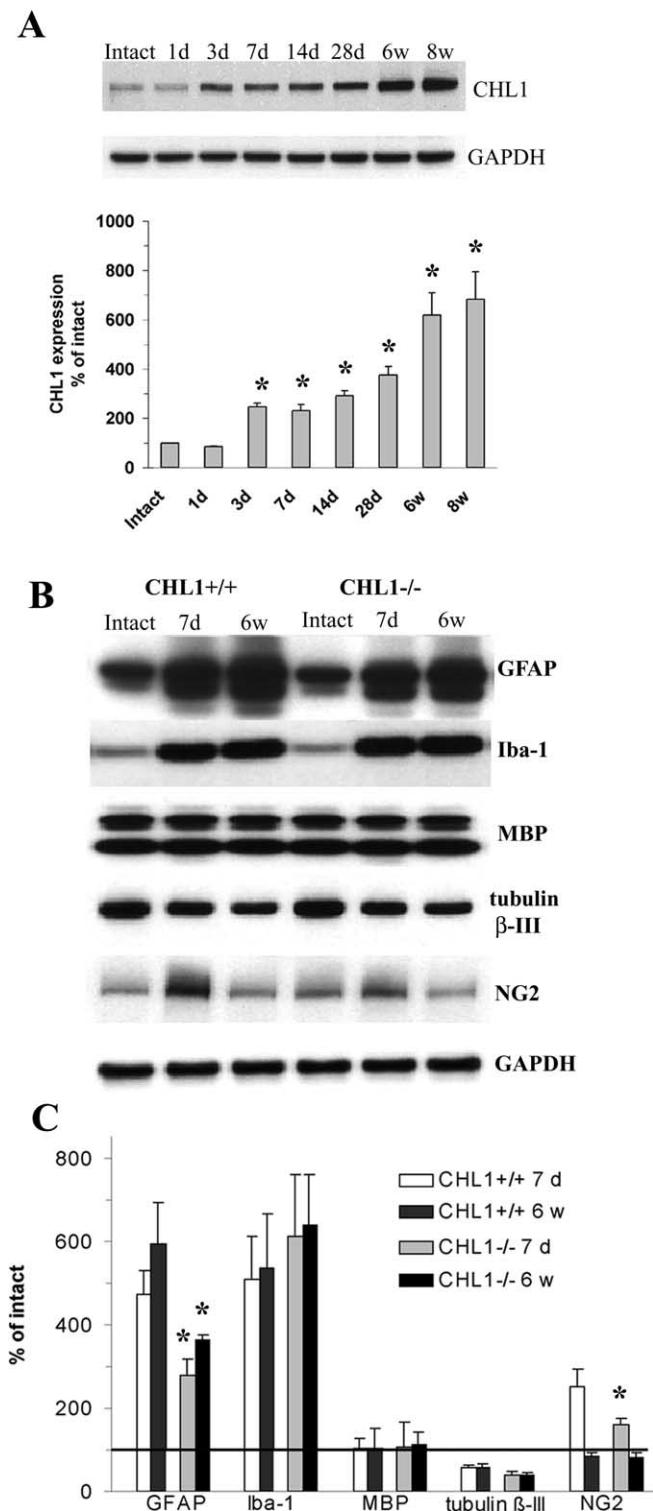 A
Intact 1d 3d 7d 14d 28d 6w 8w
CHL1
GAPDH
CHL1 expression
% of intact
1000
800
600
400
200
0
* * * * * *
Intact 1d 3d 7d 14d 28d 6w 8w
B
CHL1+/+ CHL1-/-
Intact 7d 6w Intact 7d 6w
GFAP
Iba-1
MBP
tubulin
β-III
NG2
GAPDH
C
% of intact
800
600
400
200
0
CHL1+/+ 7 d
CHL1+/+ 6 w
CHL1-/- 7 d
CHL1-/- 6 w
* * *
GFAP Iba-1 MBP tubulin ß-III NG2